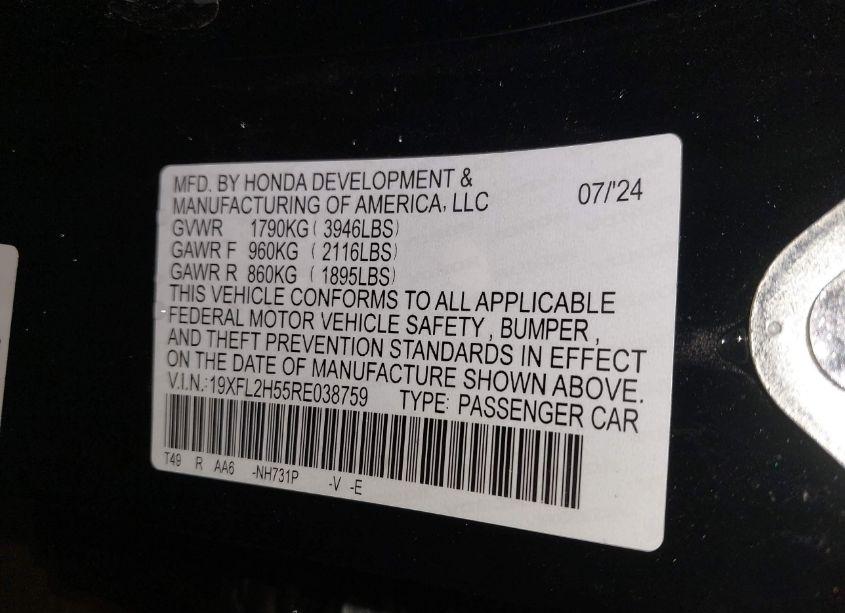 MFD. BY HONDA DEVELOPMENT &
MANUFACTURING OF AMERICA, LLC 07/'24
GVWR 1790KG (3946LBS)
GAWR F 960KG (2116LBS)
GAWR R 860KG (1895LBS)
THIS VEHICLE CONFORMS TO ALL APPLICABLE
FEDERAL MOTOR VEHICLE SAFETY, BUMPER,
AND THEFT PREVENTION STANDARDS IN EFFECT
ON THE DATE OF MANUFACTURE SHOWN ABOVE.
V.I.N.:19XFL2H55RE038759 TYPE: PASSENGER CAR
T49 R AA6 -NH731P -V -E